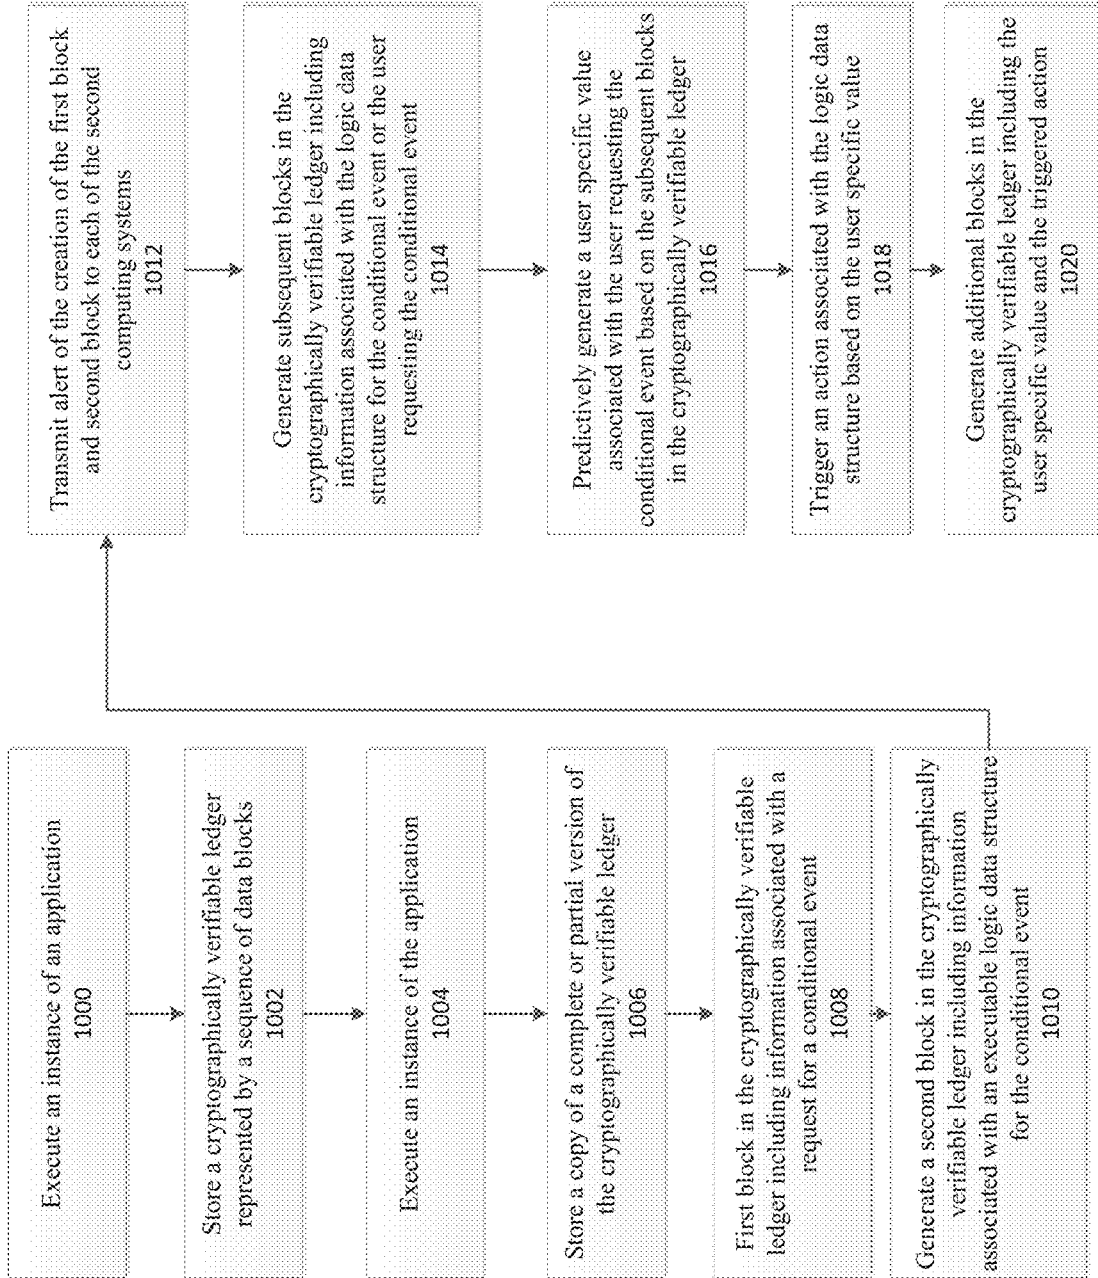 Execute an instance of an application
1000
Store a cryptographically verifiable ledger
represented by a sequence of data blocks
1002
Execute an instance of the application
1004
Store a copy of a complete or partial version of
the cryptographically verifiable ledger
1006
First block in the cryptographically verifiable
ledger including information associated with a
request for a conditional event
1008
Generate a second block in the cryptographically
verifiable ledger including information
associated with an executable logic data structure
for the conditional event
1010
Transmit alert of the creation of the first block
and second block to each of the second
computing systems
1012
Generate subsequent blocks in the
cryptographically verifiable ledger including
information associated with the logic data
structure for the conditional event or the user
requesting the conditional event
1014
Predictively generate a user specific value
associated with the user requesting the
conditional event based on the subsequent blocks
in the cryptographically verifiable ledger
1016
Trigger an action associated with the logic data
structure based on the user specific value
1018
Generate additional blocks in the
cryptographically verifiable ledger including the
user specific value and the triggered action
1020